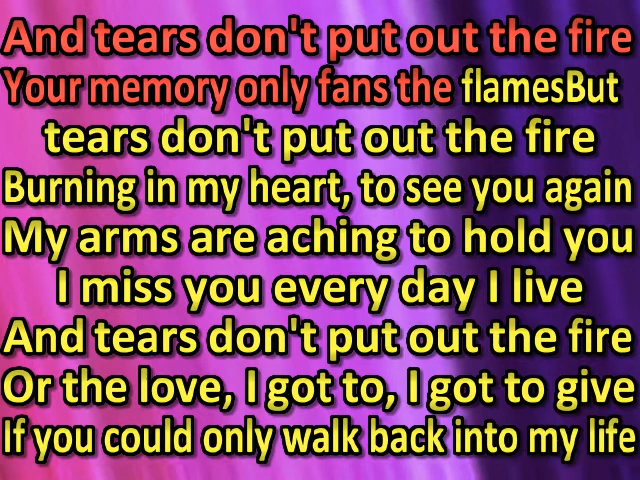 And tears don't put out the fire
Your memory only fans the flamesBut
tears don't put out the fire
Burning in my heart, to see you again
My arms are aching to hold you
I miss you every day I live
And tears don't put out the fire
Or the love, I got to, I got to give
If you could only walk back into my life